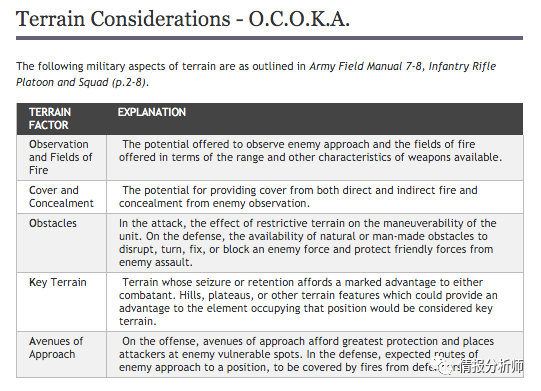 Terrain Considerations - O.C.O.K.A.
The following military aspects of terrain are as outlined in Army Field Manual 7-8, Infantry Rifle
Platoon and Squad (p.2-8).
TERRAIN FACTOR
EXPLANATION
Observation and Fields of Fire
The potential offered to observe enemy approach and the fields of fire
offered in terms of the range and other characteristics of weapons available.
Cover and Concealment
The potential for providing cover from both direct and indirect fire and
concealment from enemy observation.
Obstacles
In the attack, the effect of restrictive terrain on the maneuverability of the
unit. On the defense, the availability of natural or man-made obstacles to
disrupt, turn, fix, or block an enemy force and protect friendly forces from
enemy assault.
Key Terrain
Terrain whose seizure or retention affords a marked advantage to either
combatant. Hills, plateaus, or other terrain features which could provide an
advantage to the element occupying that position would be considered key
terrain.
Avenues of Approach
On the offense, avenues of approach afford greatest protection and places
attackers at enemy vulnerable spots. In the defense, expected routes of
enemy approach to a position, to be covered by fires from
情报分析师